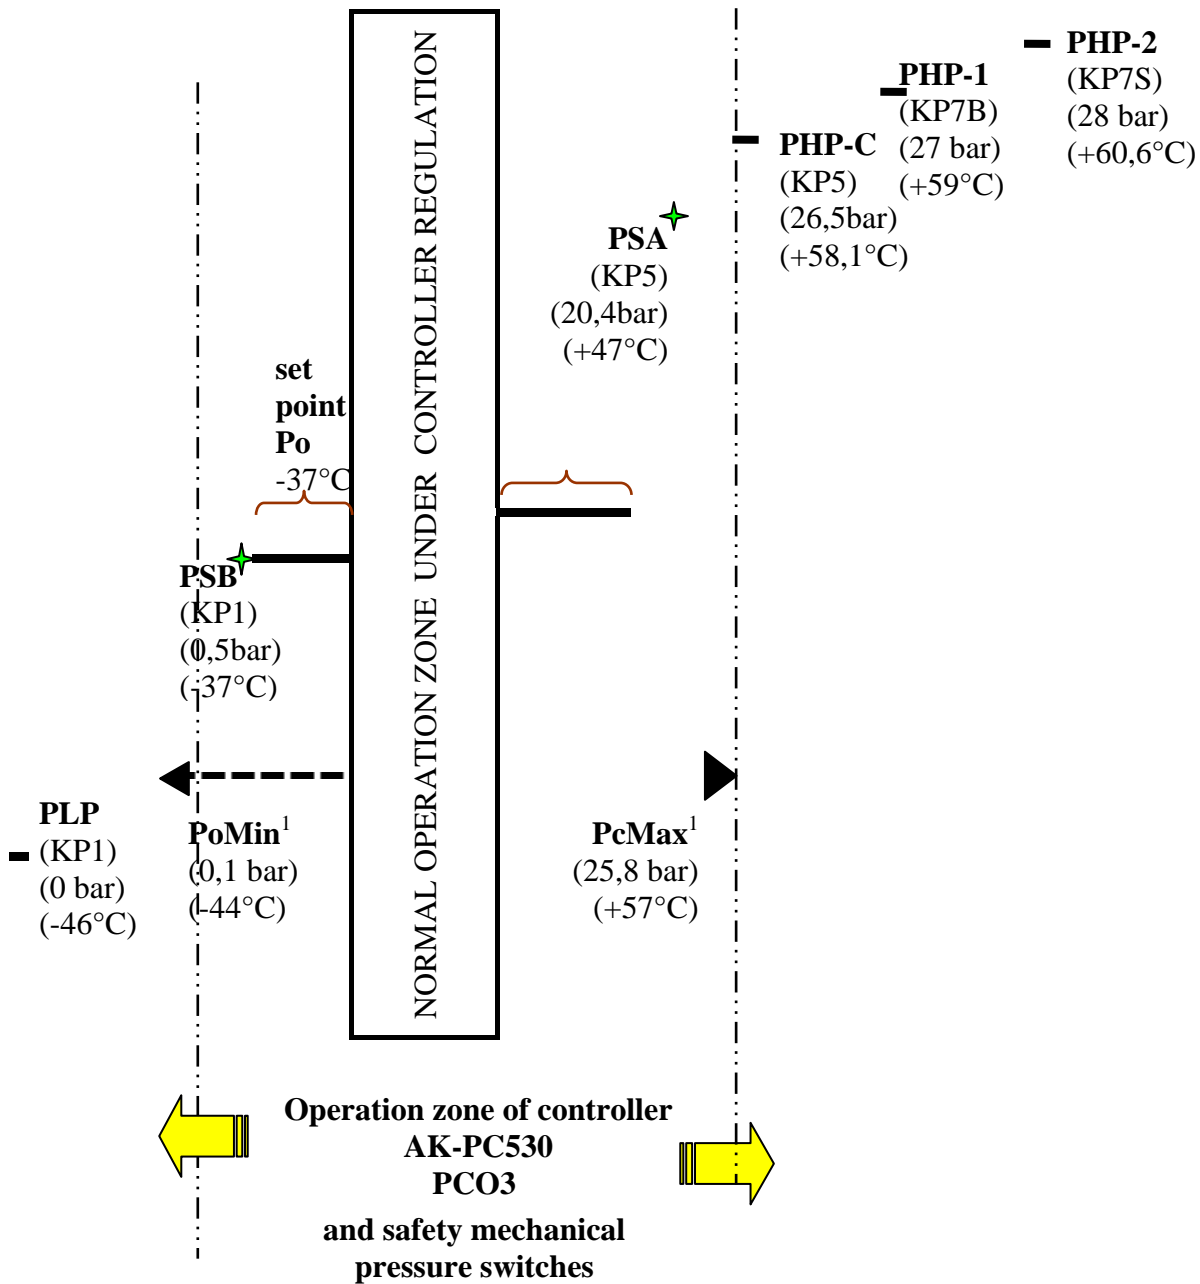 PHP-2
(KP7S)
(28 bar)
(+60,6°C)
PHP-1
(KP7B)
(27 bar)
(+59°C)
PHP-C
(KP5)
(26,5bar)
(+58,1°C)
PSA
(KP5)
(20,4bar)
(+47°C)
NORMAL OPERATION ZONE UNDER CONTROLLER REGULATION
set
point
Po
-37°C
PSB
(KP1)
(0,5bar)
(-37°C)
PLP
(KP1)
(0 bar)
(-46°C)
PoMin¹
(0,1 bar)
(-44°C)
PcMax¹
(25,8 bar)
(+57°C)
Operation zone of controller
AK-PC530
PCO3
and safety mechanical
pressure switches